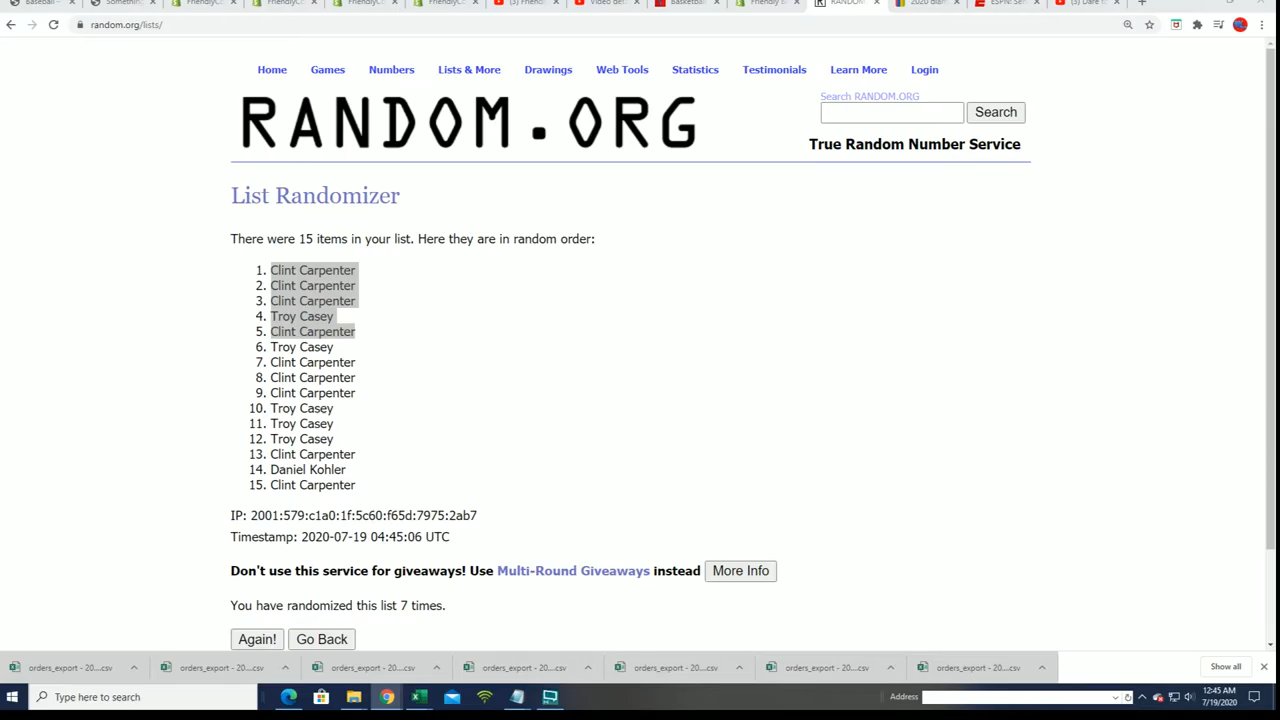 random.org/lists/
Home Games Numbers Lists & More Drawings Web Tools Statistics Testimonials Learn More Login
Search RANDOM.ORG
RANDOM.ORG
Search
True Random Number Service
List Randomizer
There were 15 items in your list. Here they are in random order:
1. Clint Carpenter
2. Clint Carpenter
3. Clint Carpenter
4. Troy Casey
5. Clint Carpenter
6. Troy Casey
7. Clint Carpenter
8. Clint Carpenter
9. Clint Carpenter
10. Troy Casey
11. Troy Casey
12. Troy Casey
13. Clint Carpenter
14. Daniel Kohler
15. Clint Carpenter
IP: 2001:579:c1a0:1f:5c60:f65d:7975:2ab7
Timestamp: 2020-07-19 04:45:06 UTC
Don't use this service for giveaways! Use Multi-Round Giveaways instead More Info
You have randomized this list 7 times.
Again! Go Back
orders_export - 20....csv orders_export - 20....csv orders_export - 20....csv orders_export - 20....csv orders_export - 20....csv orders_export - 20....csv orders_export - 20....csv Show all
Type here to search
Address
12:45 AM
7/19/2020